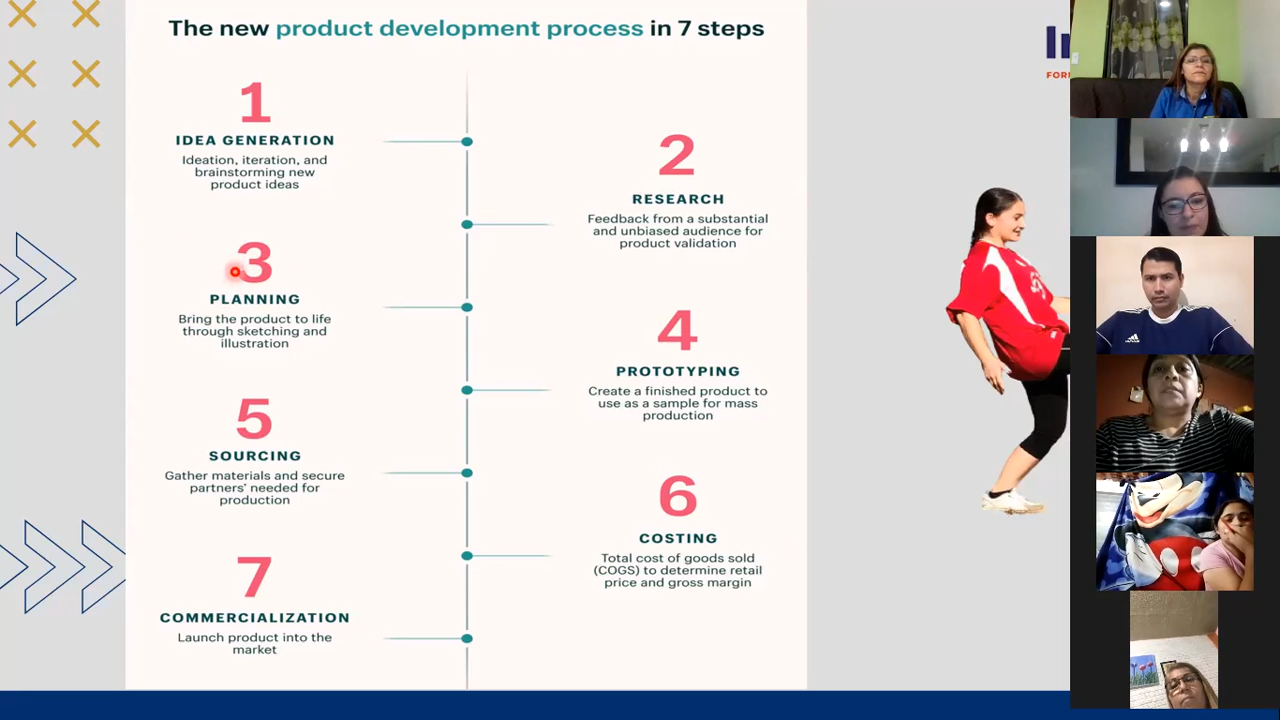 The new product development process in 7 steps
1
IDEA GENERATION
Ideation, iteration, and
brainstorming new
product ideas
2
RESEARCH
Feedback from a substantial
and unbiased audience for
product validation
3
PLANNING
Bring the product to life
through sketching and
illustration
4
PROTOTYPING
Create a finished product to
use as a sample for mass
production
5
SOURCING
Gather materials and secure
partners' needed for
production
6
COSTING
Total cost of goods sold
(COGS) to determine retail
price and gross margin
7
COMMERCIALIZATION
Launch product into the
market